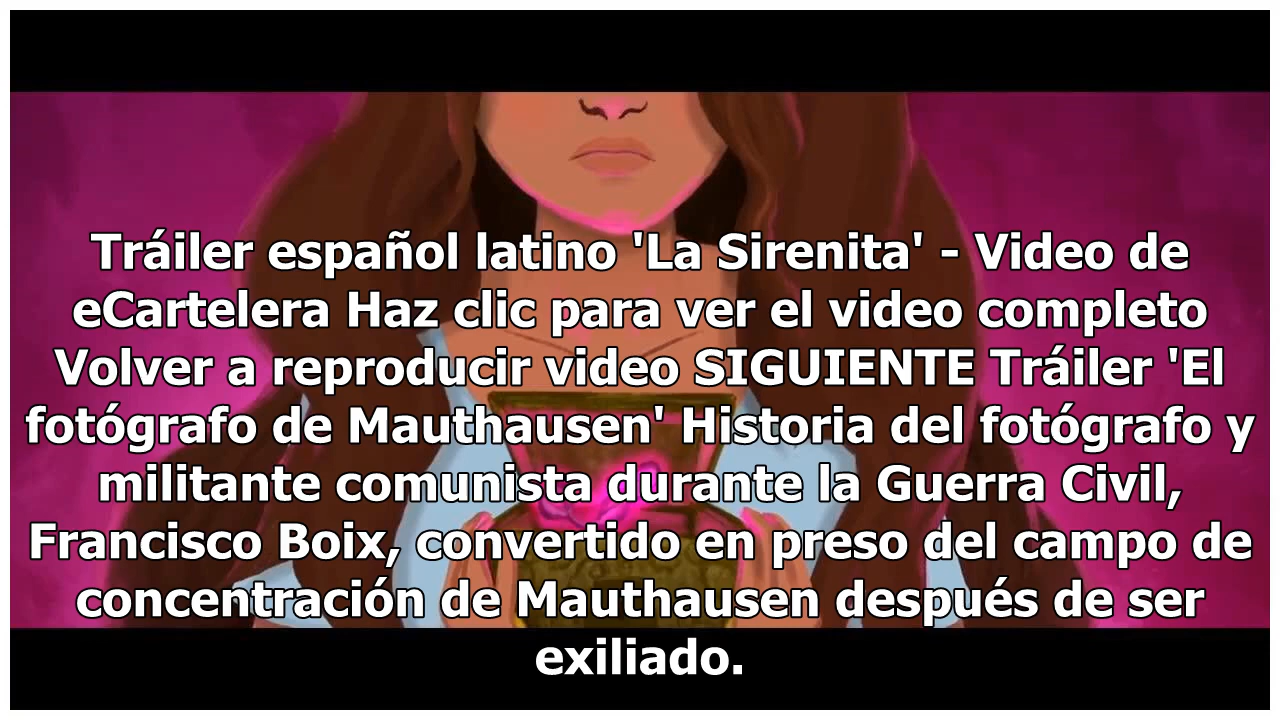 Tráiler español latino 'La Sirenita' - Video de
eCartelera Haz clic para ver el video completo
Volver a reproducir video SIGUIENTE Tráiler 'El
fotógrafo de Mauthausen' Historia del fotógrafo y
militante comunista durante la Guerra Civil,
Francisco Boix, convertido en preso del campo de
concentración de Mauthausen después de ser
exiliado.